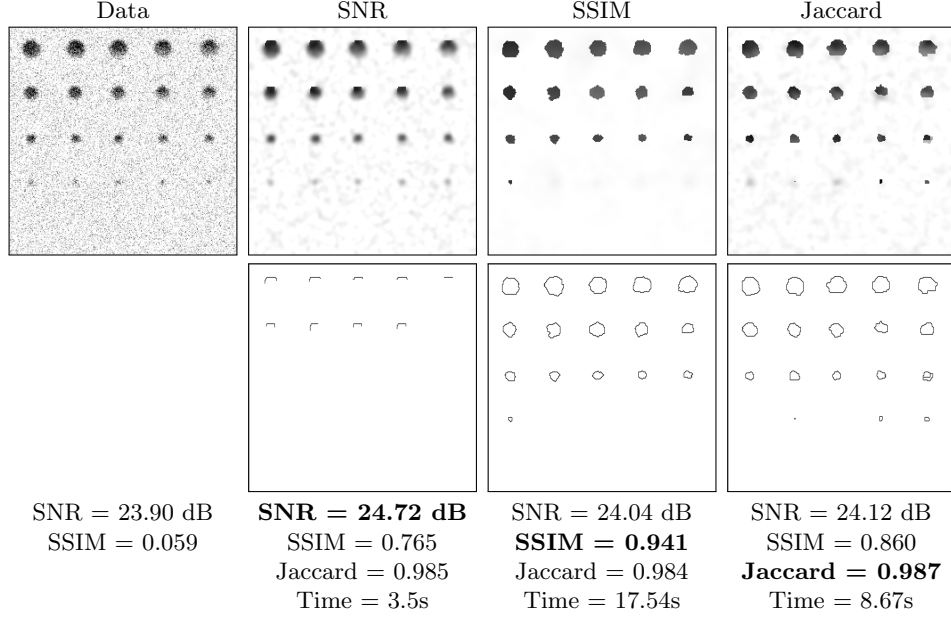 Data SNR SSIM Jaccard
SNR = 23.90 dB SNR = 24.72 dB SNR = 24.04 dB SNR = 24.12 dB
SSIM = 0.059 SSIM = 0.765 SSIM = 0.941 SSIM = 0.860
Jaccard = 0.985 Jaccard = 0.984 Jaccard = 0.987
Time = 3.5s Time = 17.54s Time = 8.67s